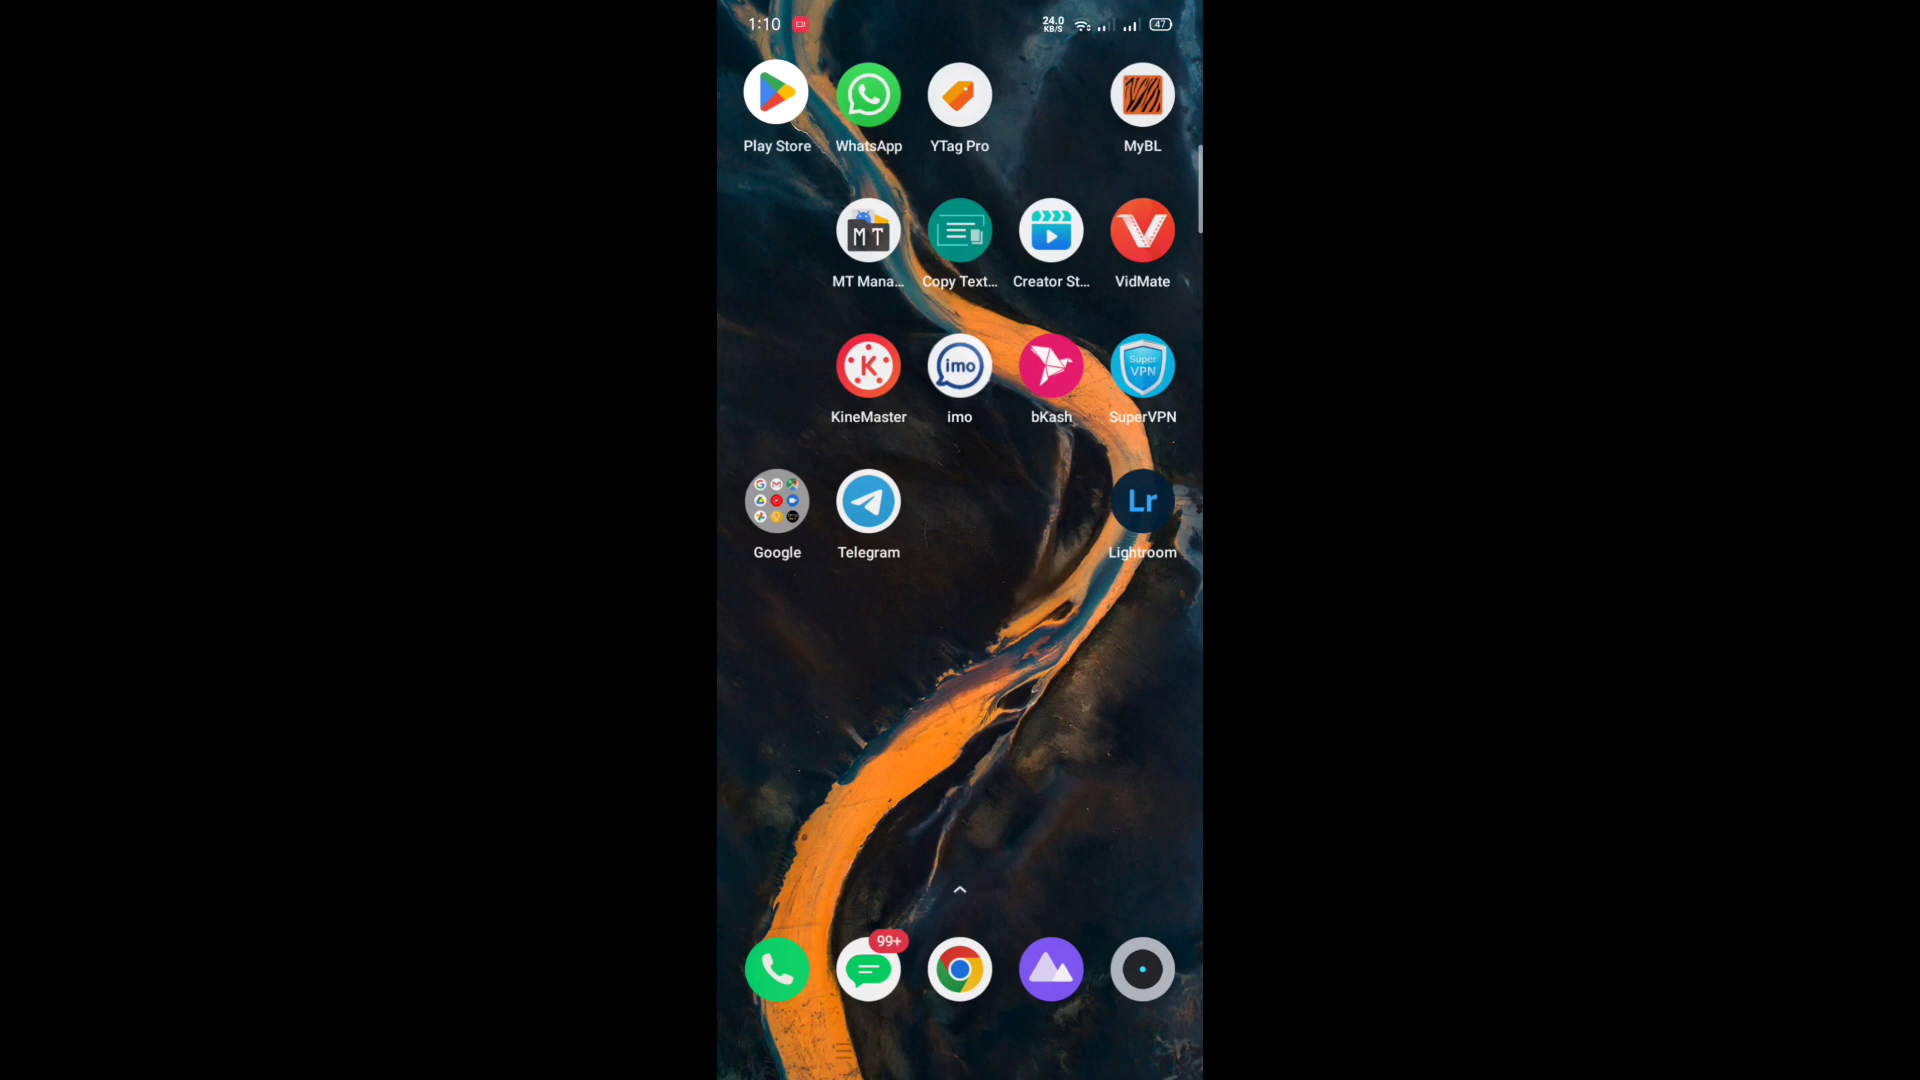 1:10 24.0 KB/S 47
Play Store WhatsApp YTag Pro MyBL
MT
MT Mana... Copy Text... Creator St... VidMate
K imo Super VPN
KineMaster imo bKash SuperVPN
Lr
Google Telegram Lightroom
99+